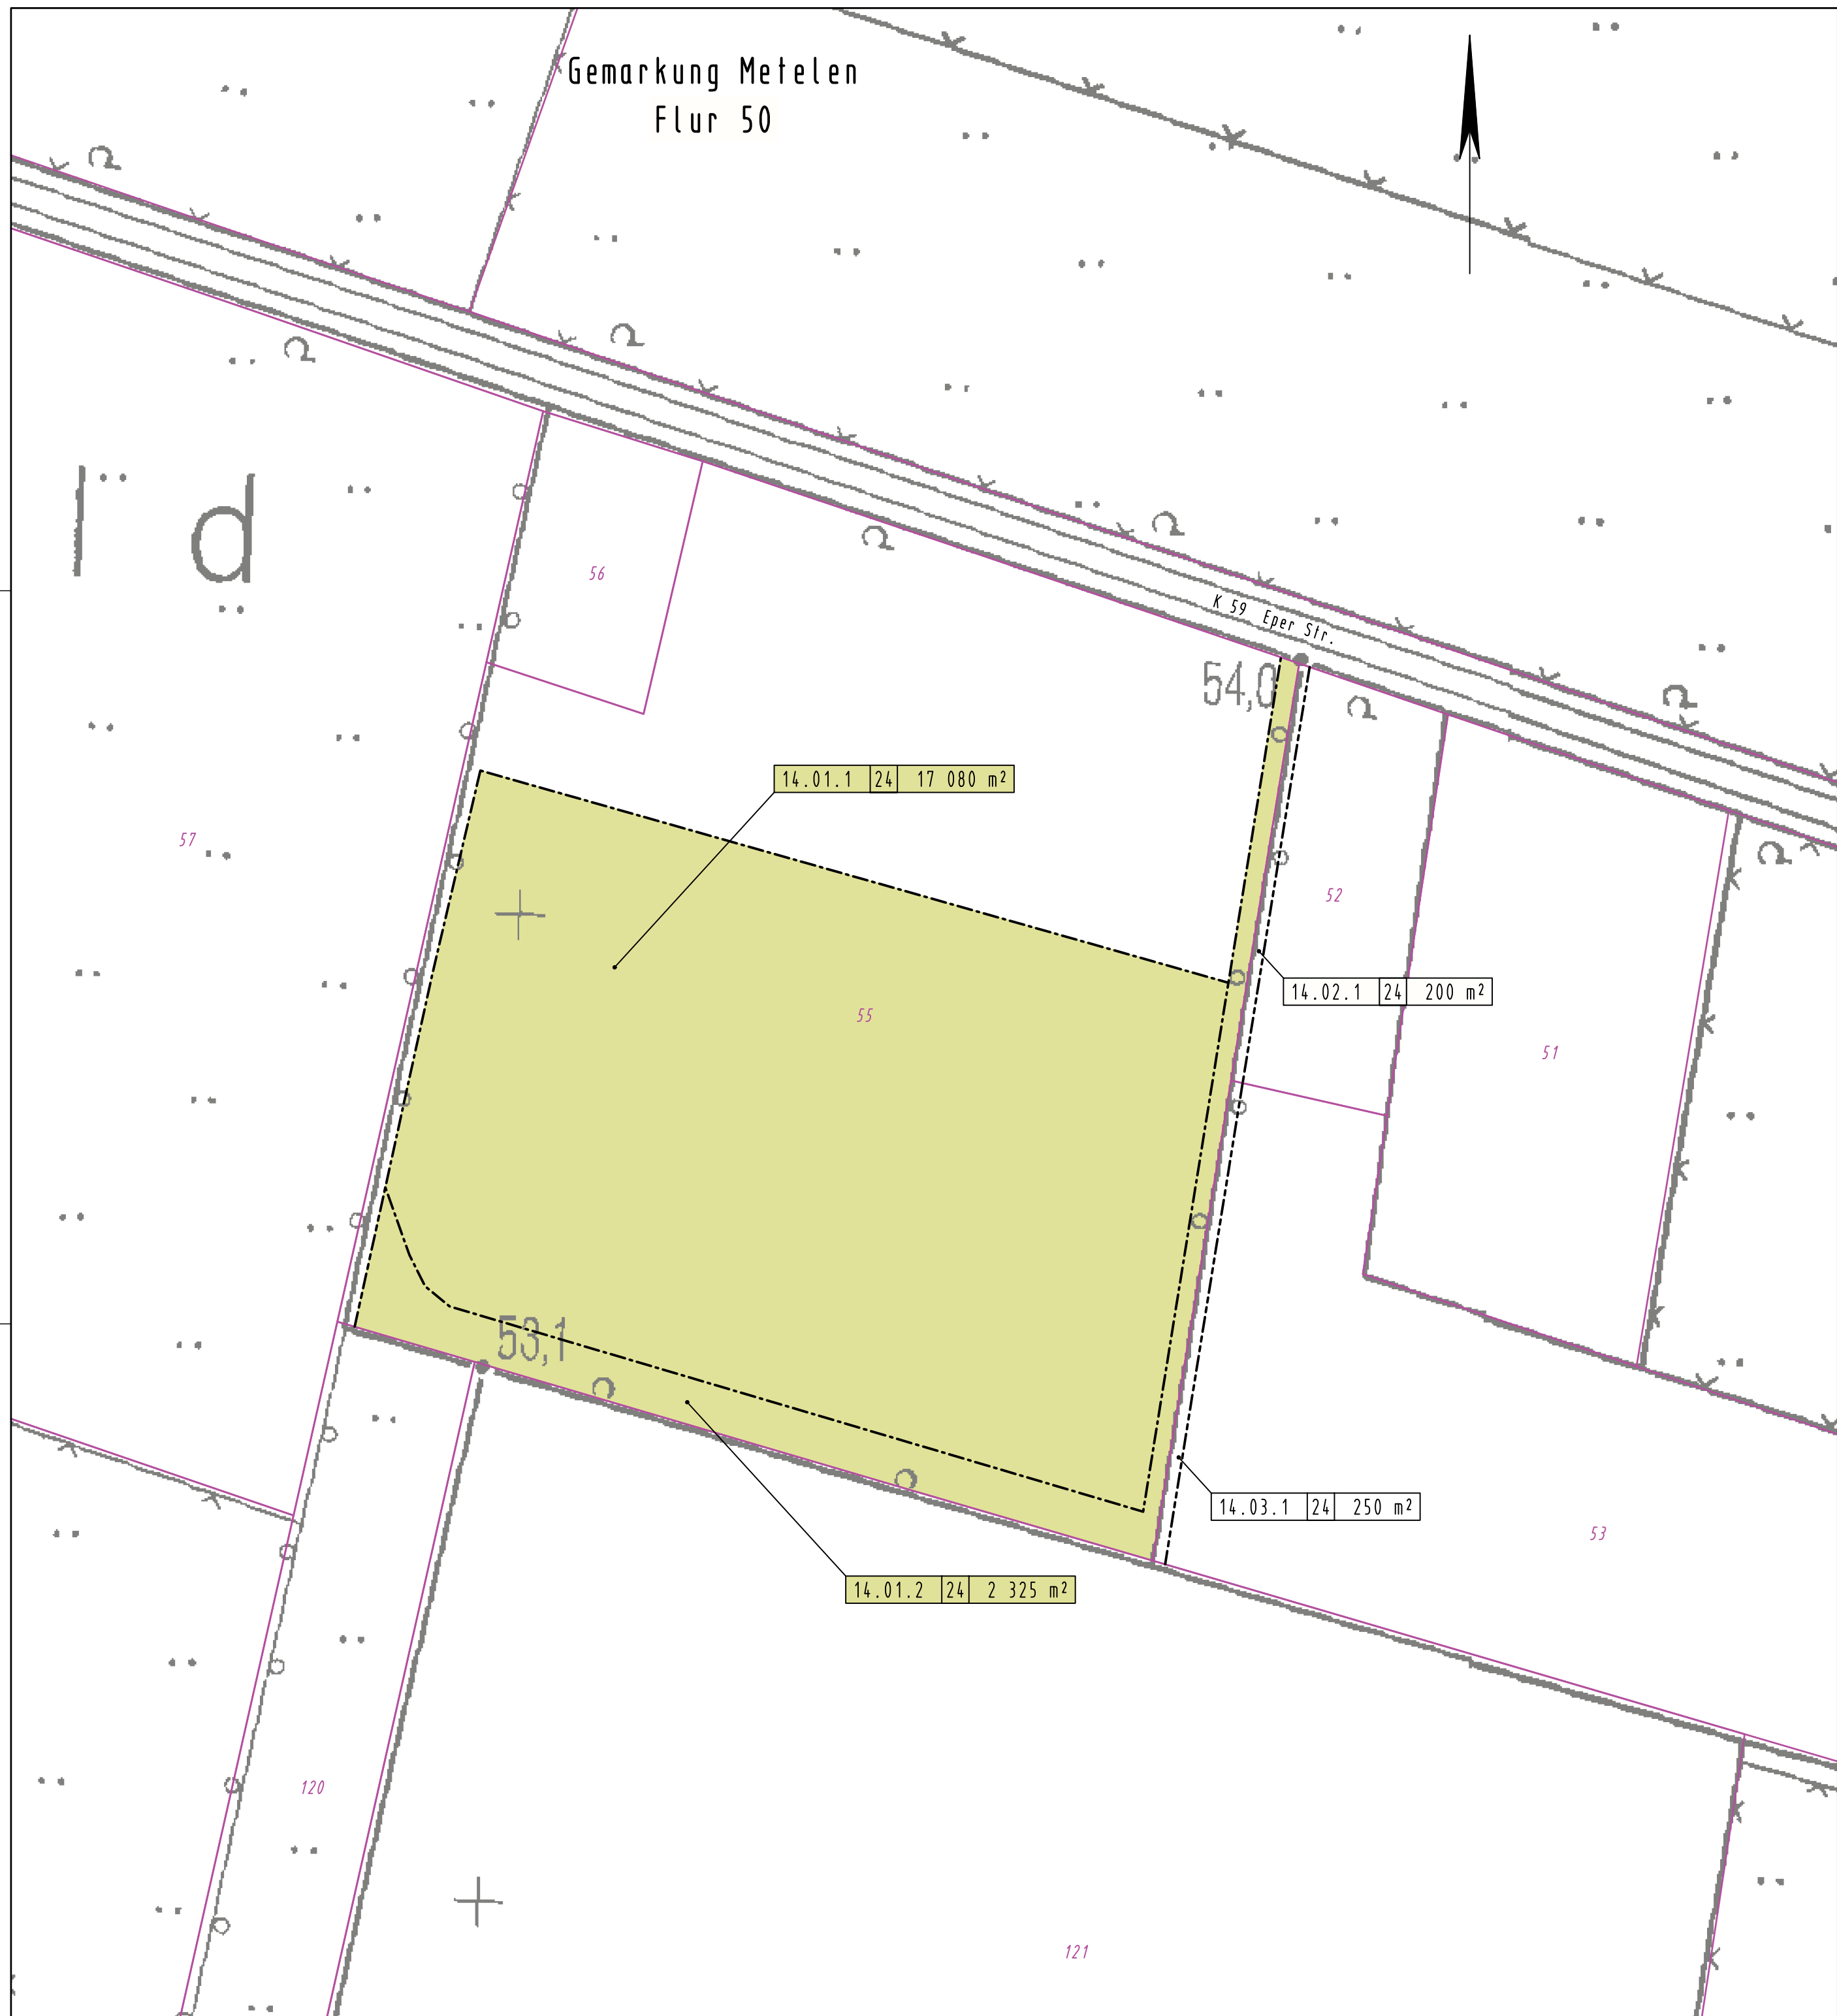 Gemarkung Metelen
Flur 50
l d
56
K 59 Eper Str.
54,0
14.01.1 24 17 080 m²
57
52
14.02.1 24 200 m²
55
51
53,1
14.03.1 24 250 m²
53
14.01.2 24 2 325 m²
120
121